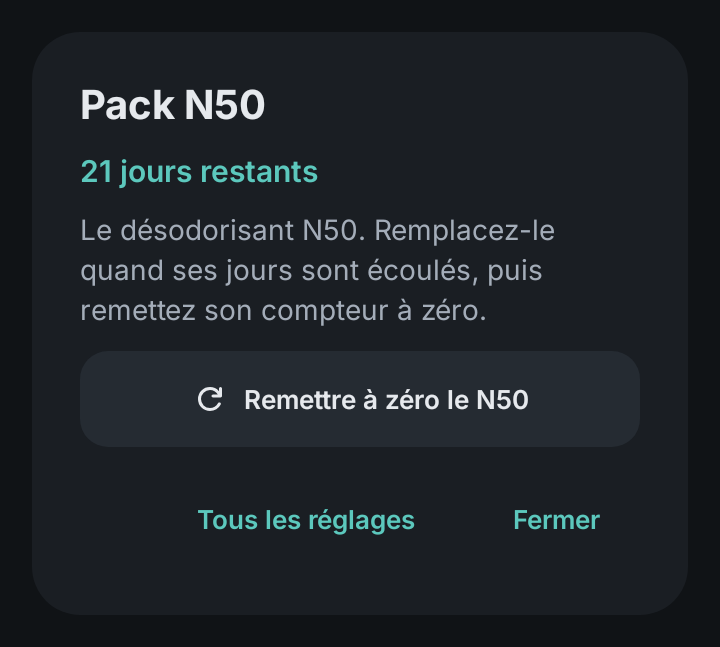 Pack N50
21 jours restants
Le désodorisant N50. Remplacez-le
quand ses jours sont écoulés, puis
remettez son compteur à zéro.
Remettre à zéro le N50
Tous les réglages
Fermer